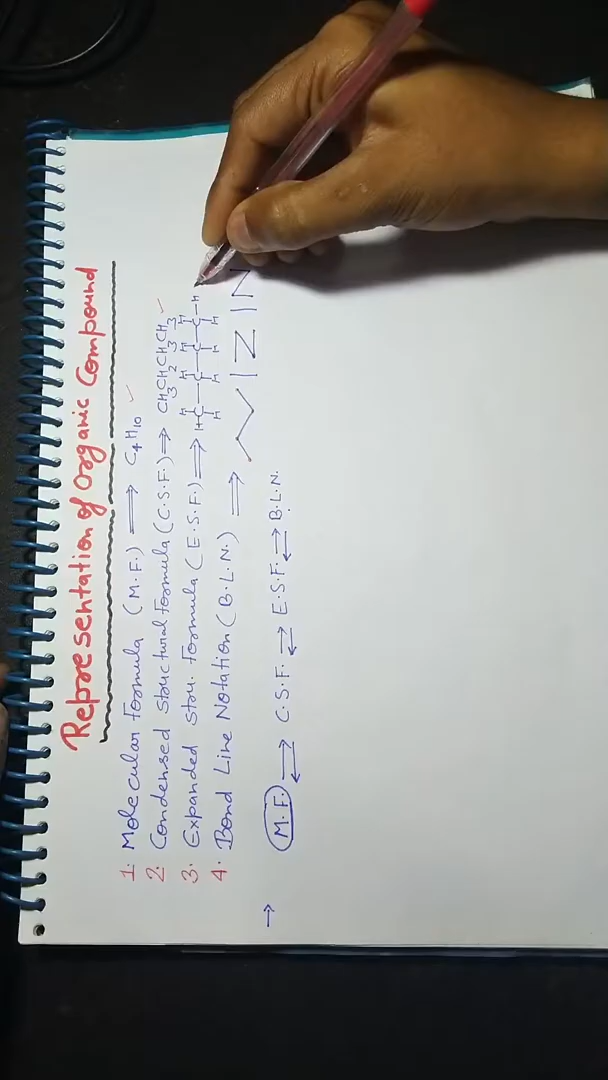 Representation of Organic Compound
1. Molecular Formula (M.F.) ⟹ C4H10 ✓
2. Condensed structural Formula (C.S.F.) ⟹ CH3CH2CH3CH3 ✓
3. Expanded stru. Formula (E.S.F.) ⟹
4. Bond Line Notation (B.L.N.) ⟹
→ M.F. ⇌ C.S.F. ⇌ E.S.F. ⇌ B.L.N.